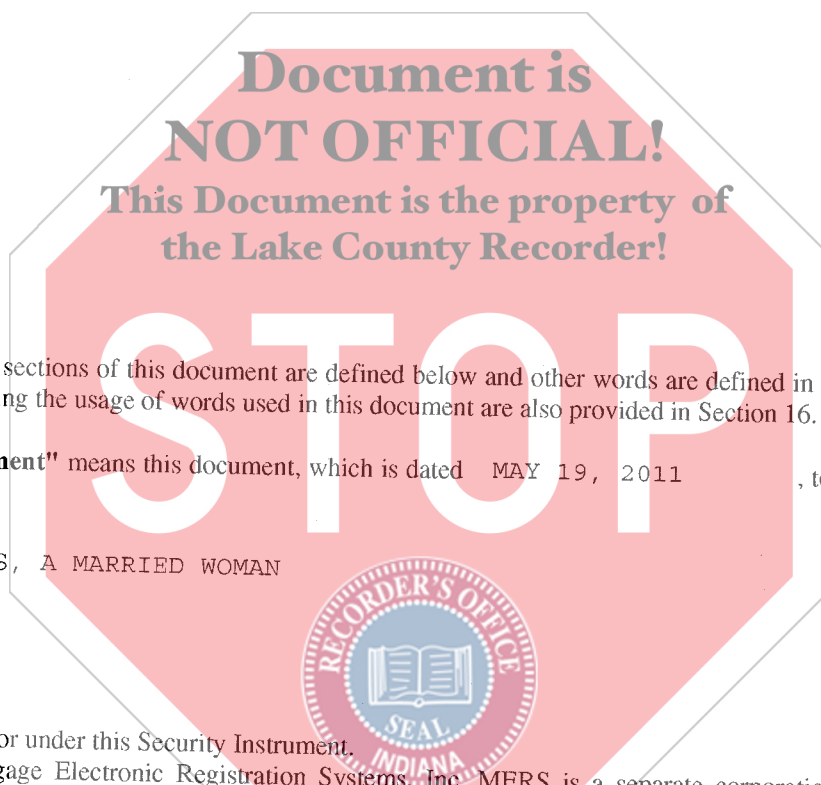 Document is
NOT OFFICIAL!
This Document is the property of
the Lake County Recorder!
STOP
sections of this document are defined below and other words are defined in
ng the usage of words used in this document are also provided in Section 16.
nent" means this document, which is dated MAY 19, 2011 , t
S, A MARRIED WOMAN
RECORDER'S OFFICE
SEAL
INDIANA
or under this Security Instrument.
gage Electronic Registration Systems, Inc. MERS is a separate corporati